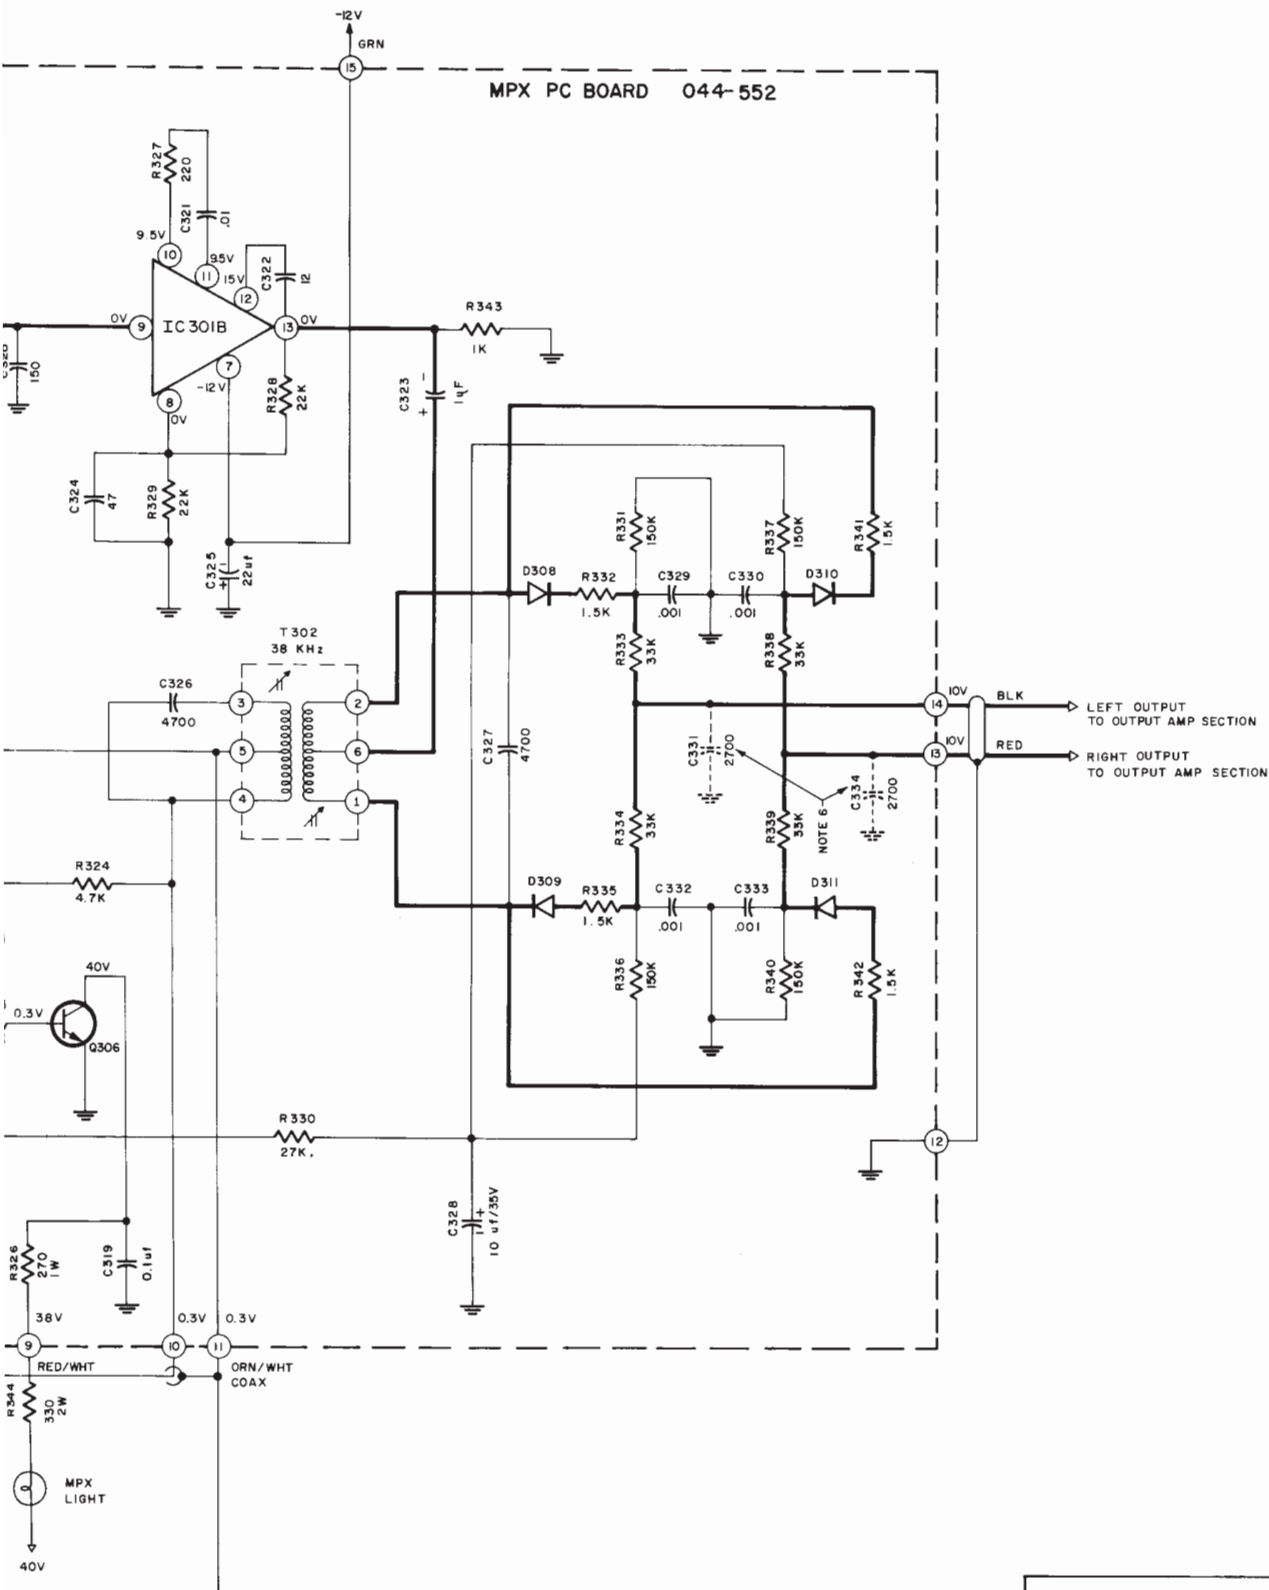 -12V
GRN
15
MPX PC BOARD 044-552
R327
220
C321
.01
9.5V
10
9.5V
11
15V
12
C322
12
0V
9
IC301B
13
0V
R343
1K
150
7
-12V
8
0V
R328
22K
C323
-
+
1µF
C324
47
R329
22K
C325
-
+
22uf
R331
150K
R337
150K
R341
1.5K
D308
R332
1.5K
C329
.001
C330
.001
D310
T302
38 KHz
R333
33K
R338
33K
C326
4700
3
2
5
6
4
1
C327
4700
14
10V
BLK
LEFT OUTPUT
TO OUTPUT AMP SECTION
C331
2700
13
10V
RED
RIGHT OUTPUT
TO OUTPUT AMP SECTION
C334
2700
NOTE 6
R334
33K
R339
33K
R324
4.7K
D309
R335
1.5K
C332
.001
C333
.001
D311
R336
150K
R340
150K
R342
1.5K
40V
0.3V
Q306
R330
27K.
12
C328
+
10 uf/35V
R326
270
1W
C319
0.1uf
38V
0.3V
0.3V
9
10
11
RED/WHT
ORN/WHT
COAX
R344
330
2W
MPX
LIGHT
40V